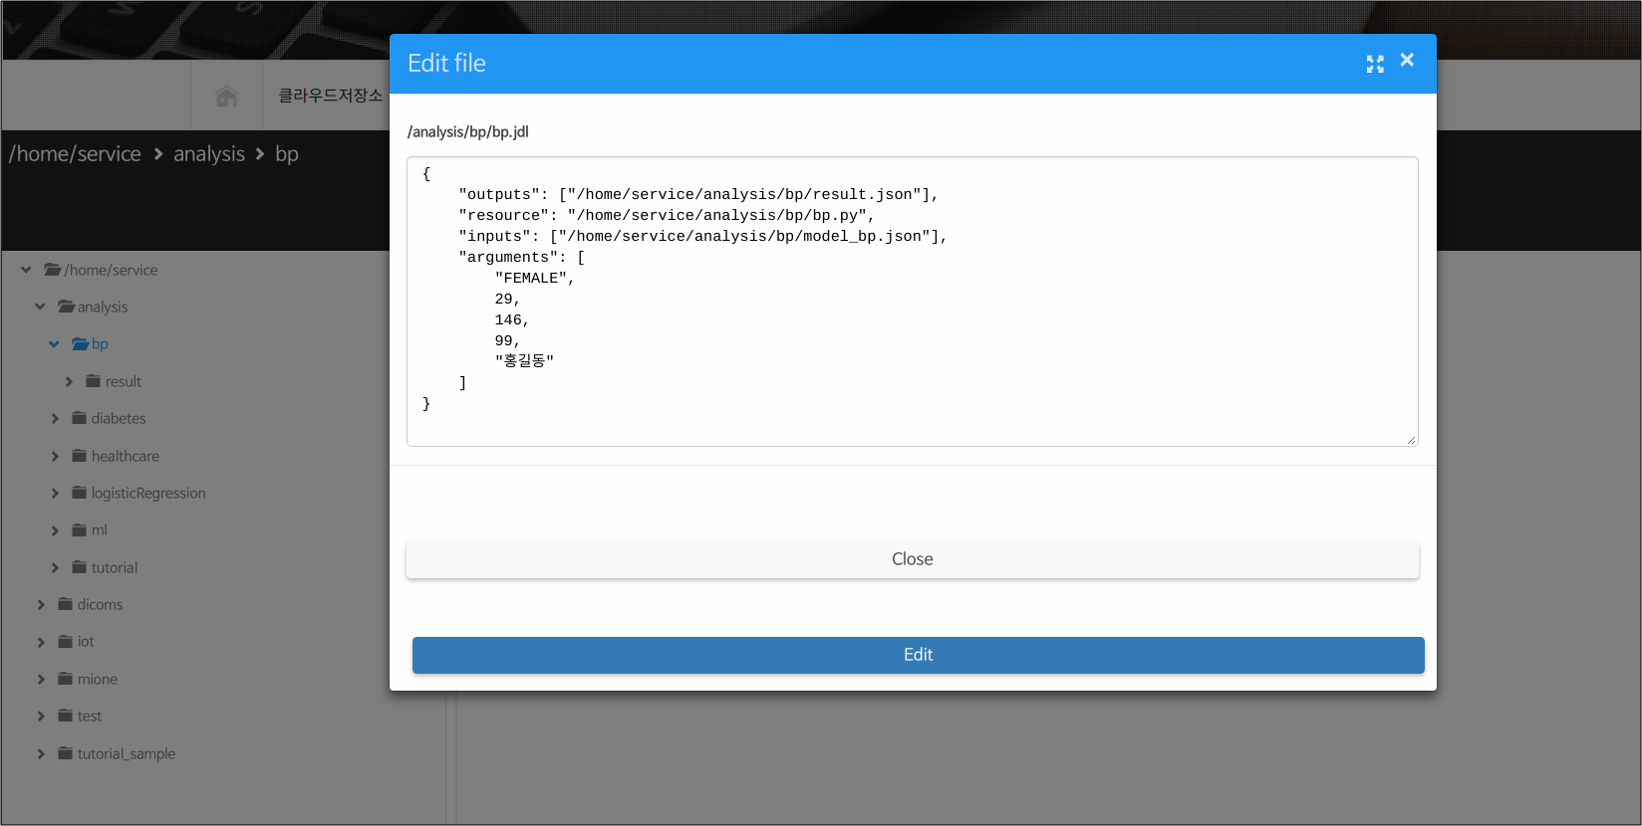 Edit file
클라우드저장소
/analysis/bp/bp.jdl
/home/service > analysis > bp
{
    "outputs": ["/home/service/analysis/bp/result.json"],
    "resource": "/home/service/analysis/bp/bp.py",
    "inputs": ["/home/service/analysis/bp/model_bp.json"],
    "arguments": [
        "FEMALE",
        29,
        146,
        99,
        "홍길동"
    ]
}
/home/service
analysis
bp
result
diabetes
healthcare
logisticRegression
ml
tutorial
dicoms
iot
mione
test
tutorial_sample
Close
Edit